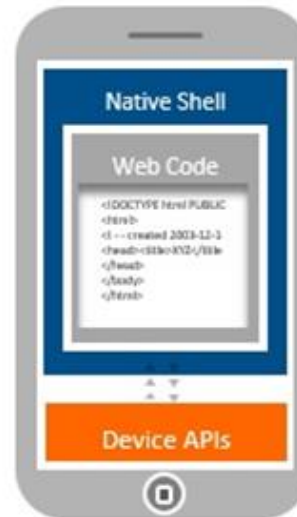 Native Shell
Web Code
<!DOCTYPE html PUBLIC
<html>
<! -- created 2003-12-1
<head><title>XYZ</title
</head>
</body>
</html>
Device APIs